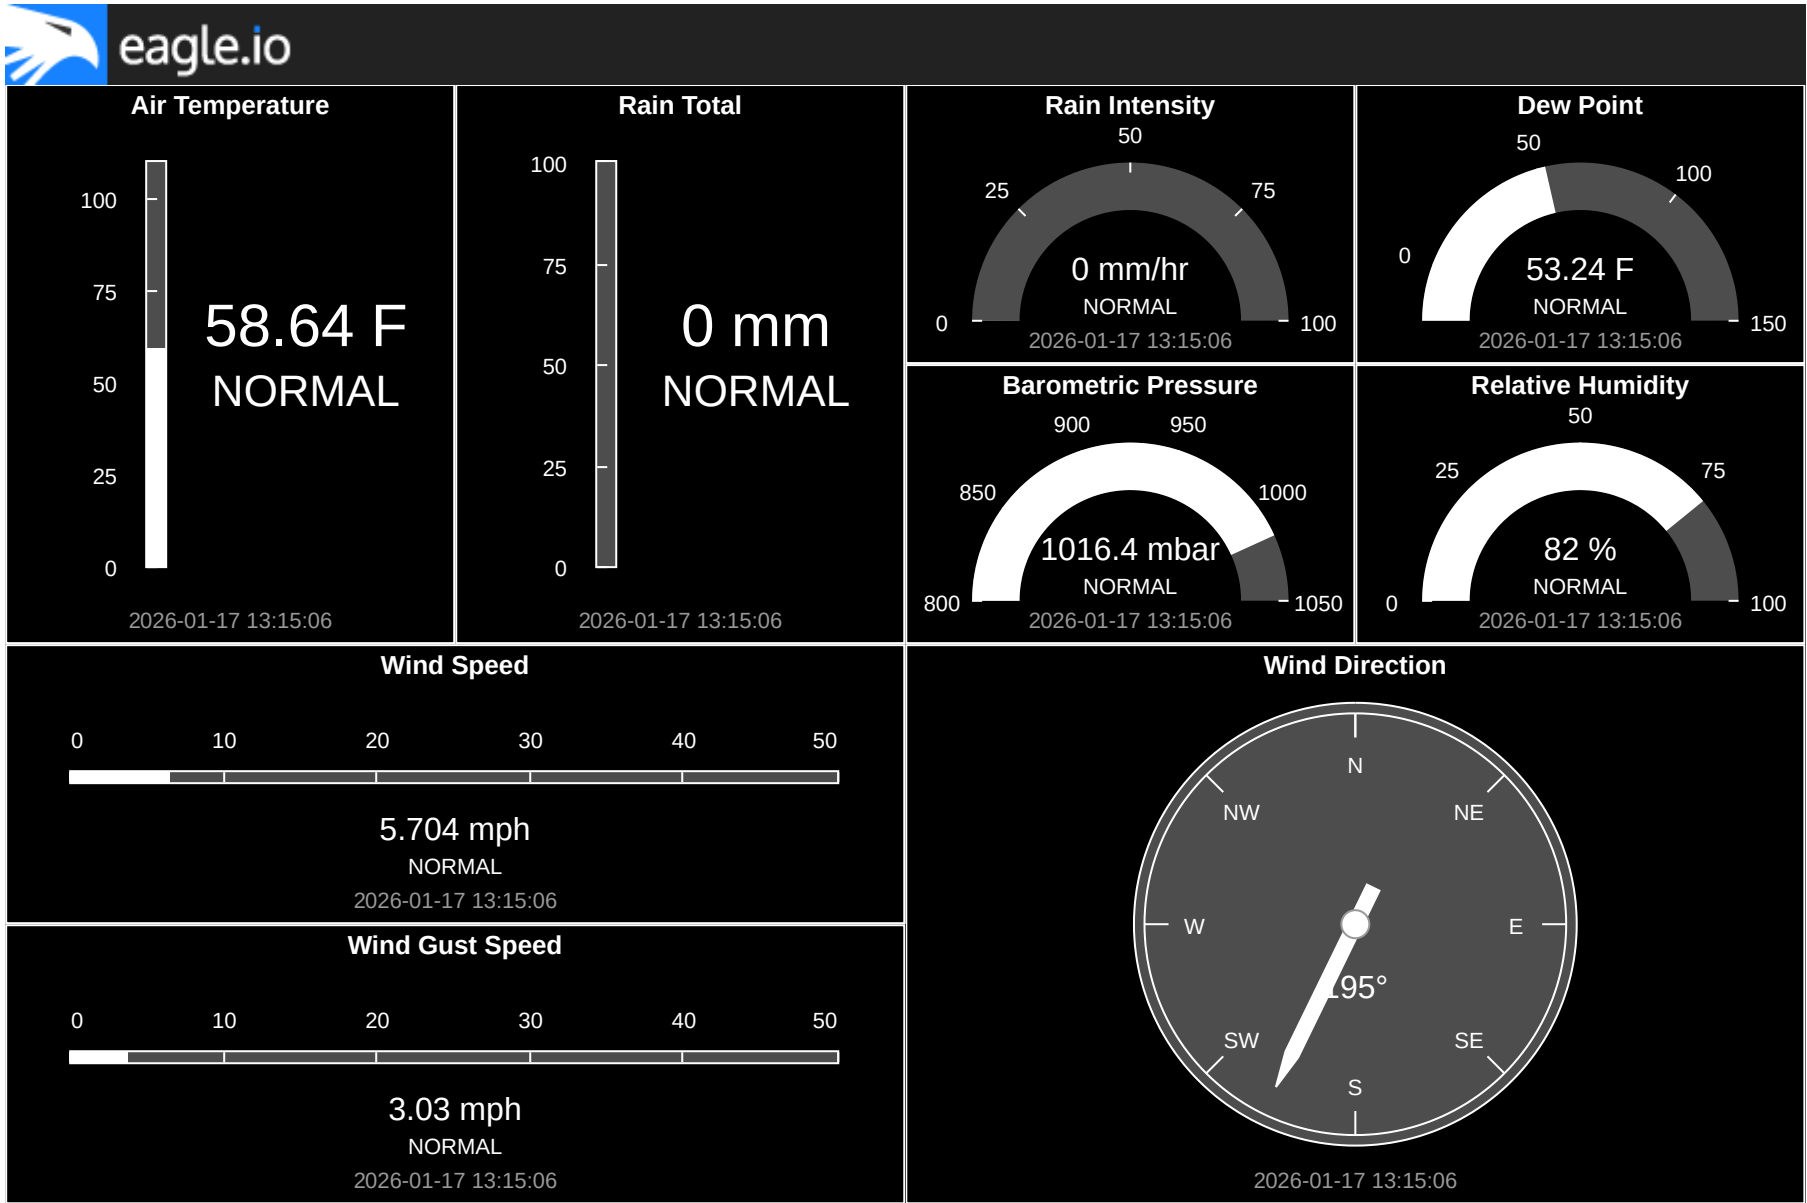 eagle.io
Air Temperature
100
75
50
25
0
58.64 F
NORMAL
2026-01-17 13:15:06
Rain Total
100
75
50
25
0
0 mm
NORMAL
2026-01-17 13:15:06
Rain Intensity
50
25
75
0
100
0 mm/hr
NORMAL
2026-01-17 13:15:06
Dew Point
50
100
0
150
53.24 F
NORMAL
2026-01-17 13:15:06
Barometric Pressure
900
950
850
1000
800
1050
1016.4 mbar
NORMAL
2026-01-17 13:15:06
Relative Humidity
50
25
75
0
100
82 %
NORMAL
2026-01-17 13:15:06
Wind Speed
0 10 20 30 40 50
5.704 mph
NORMAL
2026-01-17 13:15:06
Wind Gust Speed
0 10 20 30 40 50
3.03 mph
NORMAL
2026-01-17 13:15:06
Wind Direction
N
NW
NE
W
E
195°
SW
SE
S
2026-01-17 13:15:06